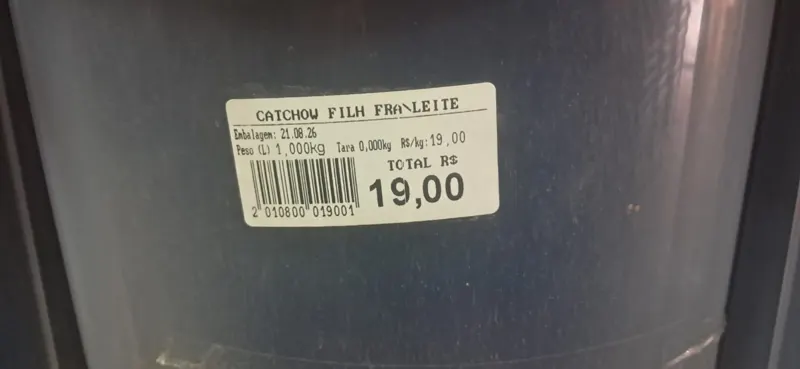 CATCHOW FILH FRA\LEITE
Embalagem: 21.08.26
Peso (L) 1,000kg Tara 0,000kg R$/kg: 19,00
TOTAL R$
19,00
2 010800 019001